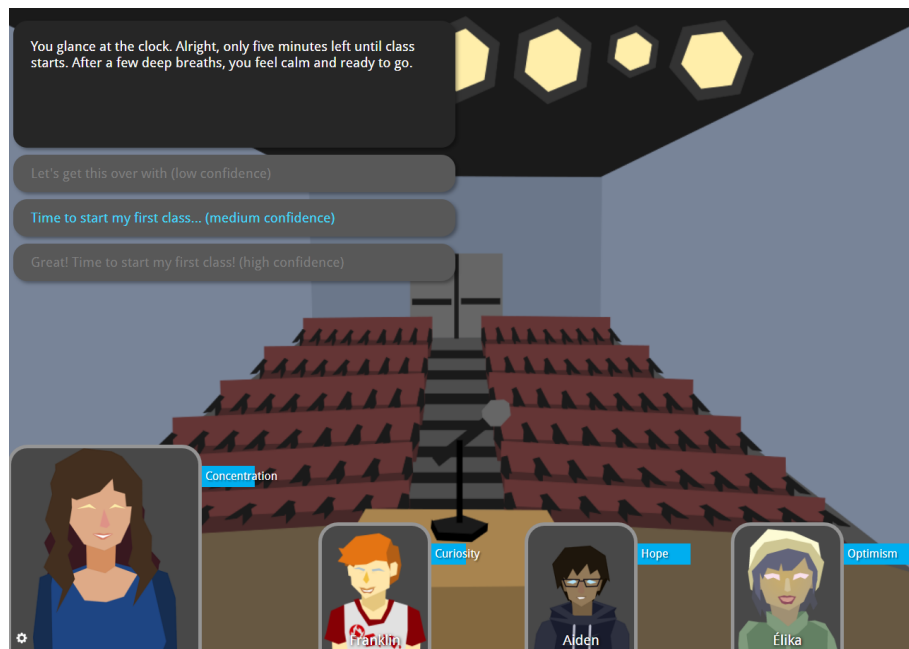 You glance at the clock. Alright, only five minutes left until class
starts. After a few deep breaths, you feel calm and ready to go.
Let's get this over with (low confidence)
Time to start my first class... (medium confidence)
Great! Time to start my first class! (high confidence)
Concentration
Curiosity
Hope
Optimism
Franklin
Aiden
Élika